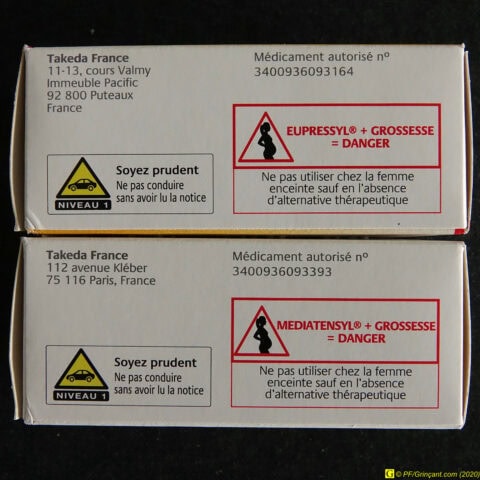 Takeda France
11-13, cours Valmy
Immeuble Pacific
92 800 Puteaux
France
Médicament autorisé nº
3400936093164
EUPRESSYL® + GROSSESSE
= DANGER
Ne pas utiliser chez la femme
enceinte sauf en l'absence
d'alternative thérapeutique
Soyez prudent
Ne pas conduire
sans avoir lu la notice
NIVEAU 1
Takeda France
112 avenue Kléber
75 116 Paris, France
Médicament autorisé nº
3400936093393
MEDIATENSYL® + GROSSESSE
= DANGER
Ne pas utiliser chez la femme
enceinte sauf en l'absence
d'alternative thérapeutique
Soyez prudent
Ne pas conduire
sans avoir lu la notice
NIVEAU 1
G © PF/Grinçant.com (2020)